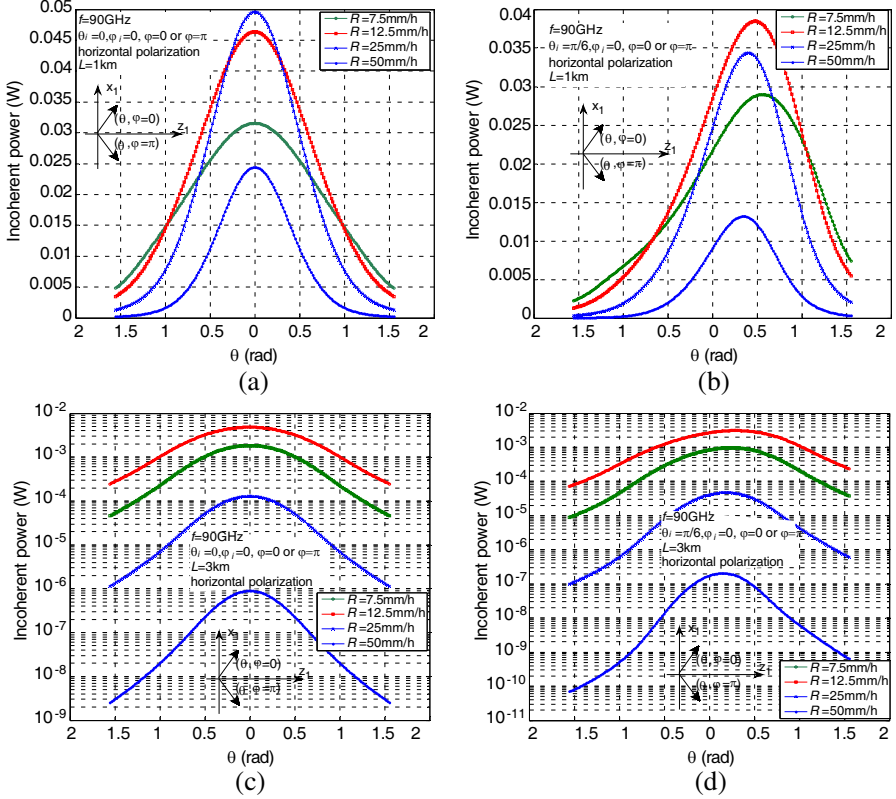 0.05
0.045
0.04
0.035
0.03
0.025
0.02
0.015
0.01
0.005
0
Incoherent power (W)
f=90GHz
θi=0,φi=0, φ=0 or φ=π
horizontal polarization
L=1km
x1
(θ, φ=0)
z1
(θ, φ=π)
R=7.5mm/h
R=12.5mm/h
R=25mm/h
R=50mm/h
2 1.5 1 0.5 0 0.5 1 1.5 2
θ (rad)
(a)
0.04
0.035
0.03
0.025
0.02
0.015
0.01
0.005
0
Incoherent power (W)
f=90GHz
θi=π/6,φi=0, φ=0 or φ=π
horizontal polarization
L=1km
x1
(θ, φ=0)
z1
(θ, φ=π)
R=7.5mm/h
R=12.5mm/h
R=25mm/h
R=50mm/h
2 1.5 1 0.5 0 0.5 1 1.5 2
θ (rad)
(b)
10-2
10-3
10-4
10-5
10-6
10-7
10-8
10-9
Incoherent power (W)
f=90GHz
θi=0,φi=0, φ=0 or φ=π
L=3km
horizontal polarization
R=7.5mm/h
R=12.5mm/h
R=25mm/h
R=50mm/h
x1
(θ, φ=0)
z1
(θ, φ=π)
2 1.5 1 0.5 0 0.5 1 1.5 2
θ (rad)
(c)
10-2
10-3
10-4
10-5
10-6
10-7
10-8
10-9
10-10
10-11
Incoherent power (W)
f=90GHz
θi=π/6,φi=0, φ=0 or φ=π
L=3km
horizontal polarization
x1
(θ, φ=0)
z1
(θ, φ=π)
R=7.5mm/h
R=12.5mm/h
R=25mm/h
R=50mm/h
2 1.5 1 0.5 0 0.5 1 1.5 2
θ (rad)
(d)